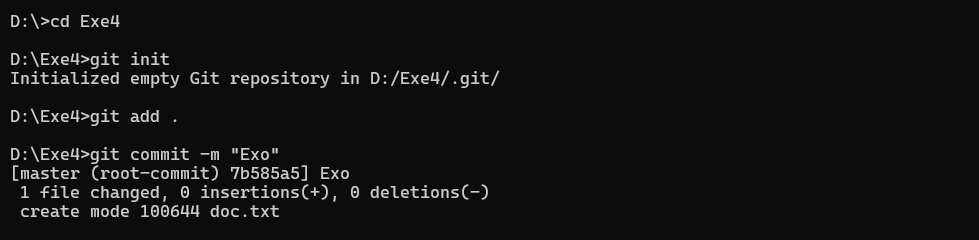 D:\>cd Exe4
D:\Exe4>git init
Initialized empty Git repository in D:/Exe4/.git/
D:\Exe4>git add .
D:\Exe4>git commit -m "Exo"
[master (root-commit) 7b585a5] Exo
 1 file changed, 0 insertions(+), 0 deletions(-)
 create mode 100644 doc.txt